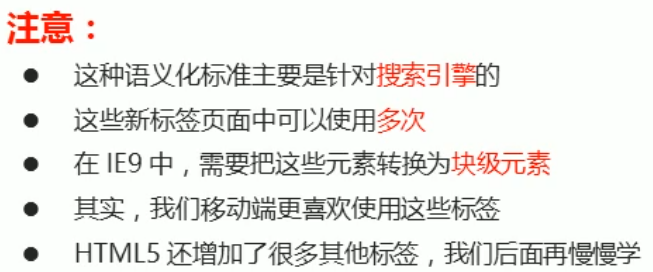 注意：
● 这种语义化标准主要是针对搜索引擎的
● 这些新标签页面中可以使用多次
● 在 IE9 中，需要把这些元素转换为块级元素
● 其实，我们移动端更喜欢使用这些标签
● HTML5 还增加了很多其他标签，我们后面再慢慢学